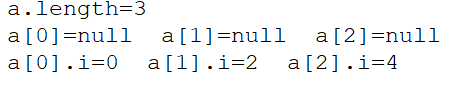 a.length=3
a[0]=null  a[1]=null  a[2]=null
a[0].i=0  a[1].i=2  a[2].i=4